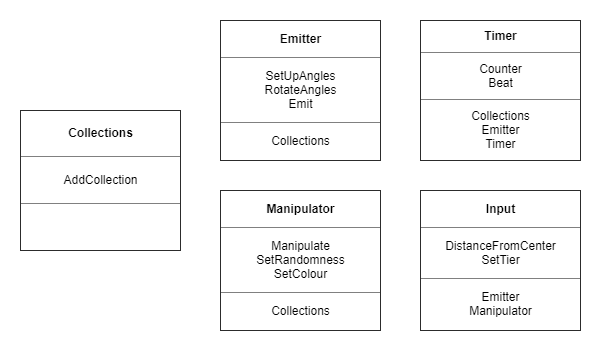 Collections
AddCollection
Emitter
SetUpAngles
RotateAngles
Emit
Collections
Timer
Counter
Beat
Collections
Emitter
Timer
Manipulator
Manipulate
SetRandomness
SetColour
Collections
Input
DistanceFromCenter
SetTier
Emitter
Manipulator